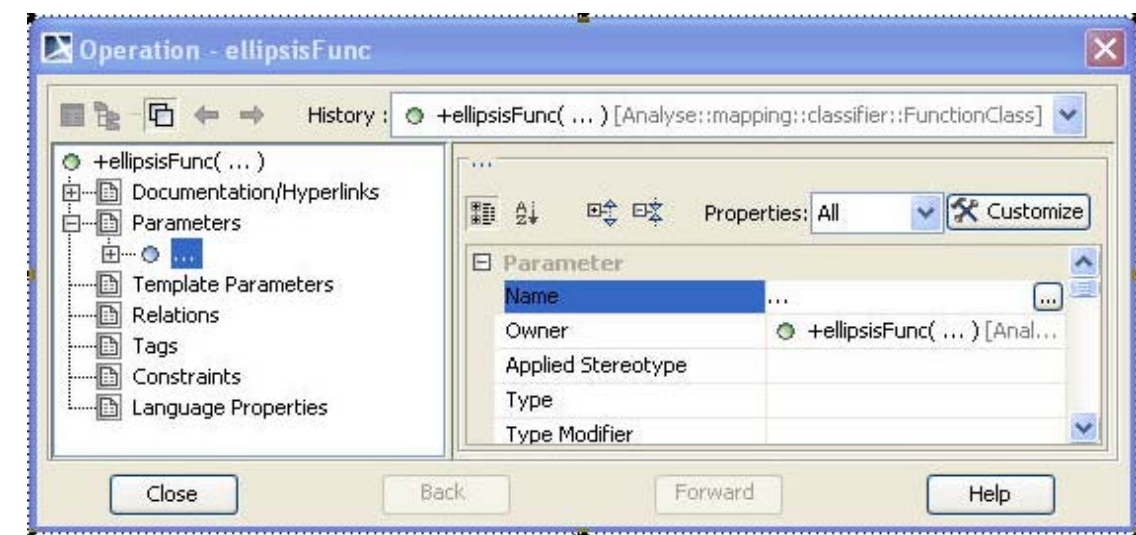 Operation - ellipsisFunc
History : +ellipsisFunc( ... ) [Analyse::mapping::classifier::FunctionClass]
+ellipsisFunc( ... )
Documentation/Hyperlinks
Parameters
...
Template Parameters
Relations
Tags
Constraints
Language Properties
...
Properties: All Customize
Parameter
Name ... ...
Owner +ellipsisFunc( ... ) [Anal...
Applied Stereotype
Type
Type Modifier
Close Back Forward Help